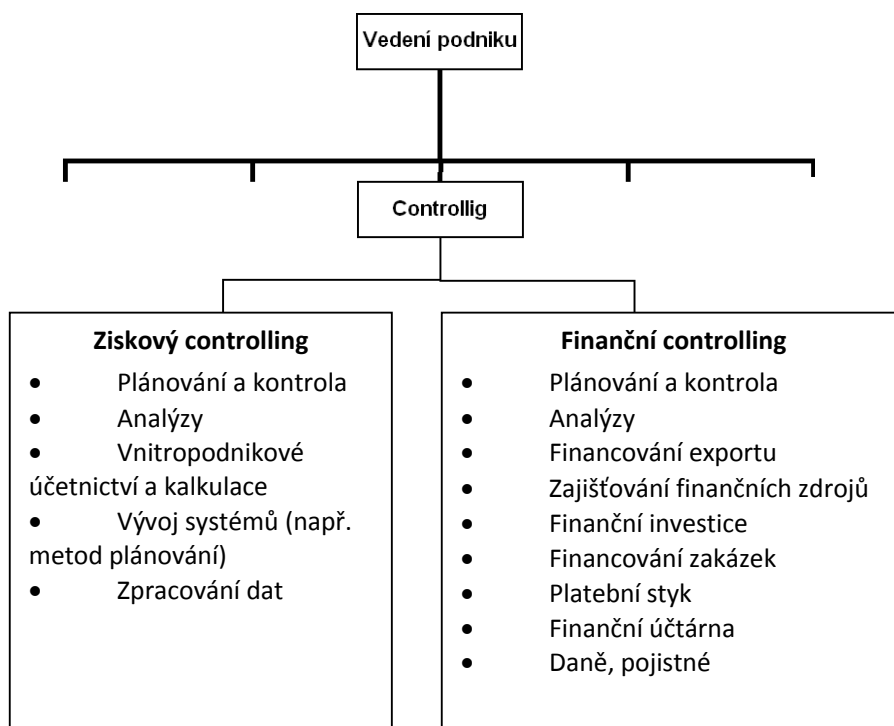 Vedení podniku
Controllig
Ziskový controlling
• Plánování a kontrola
• Analýzy
• Vnitropodnikové
účetnictví a kalkulace
• Vývoj systémů (např.
metod plánování)
• Zpracování dat
Finanční controlling
• Plánování a kontrola
• Analýzy
• Financování exportu
• Zajišťování finančních zdrojů
• Finanční investice
• Financování zakázek
• Platební styk
• Finanční účtárna
• Daně, pojistné